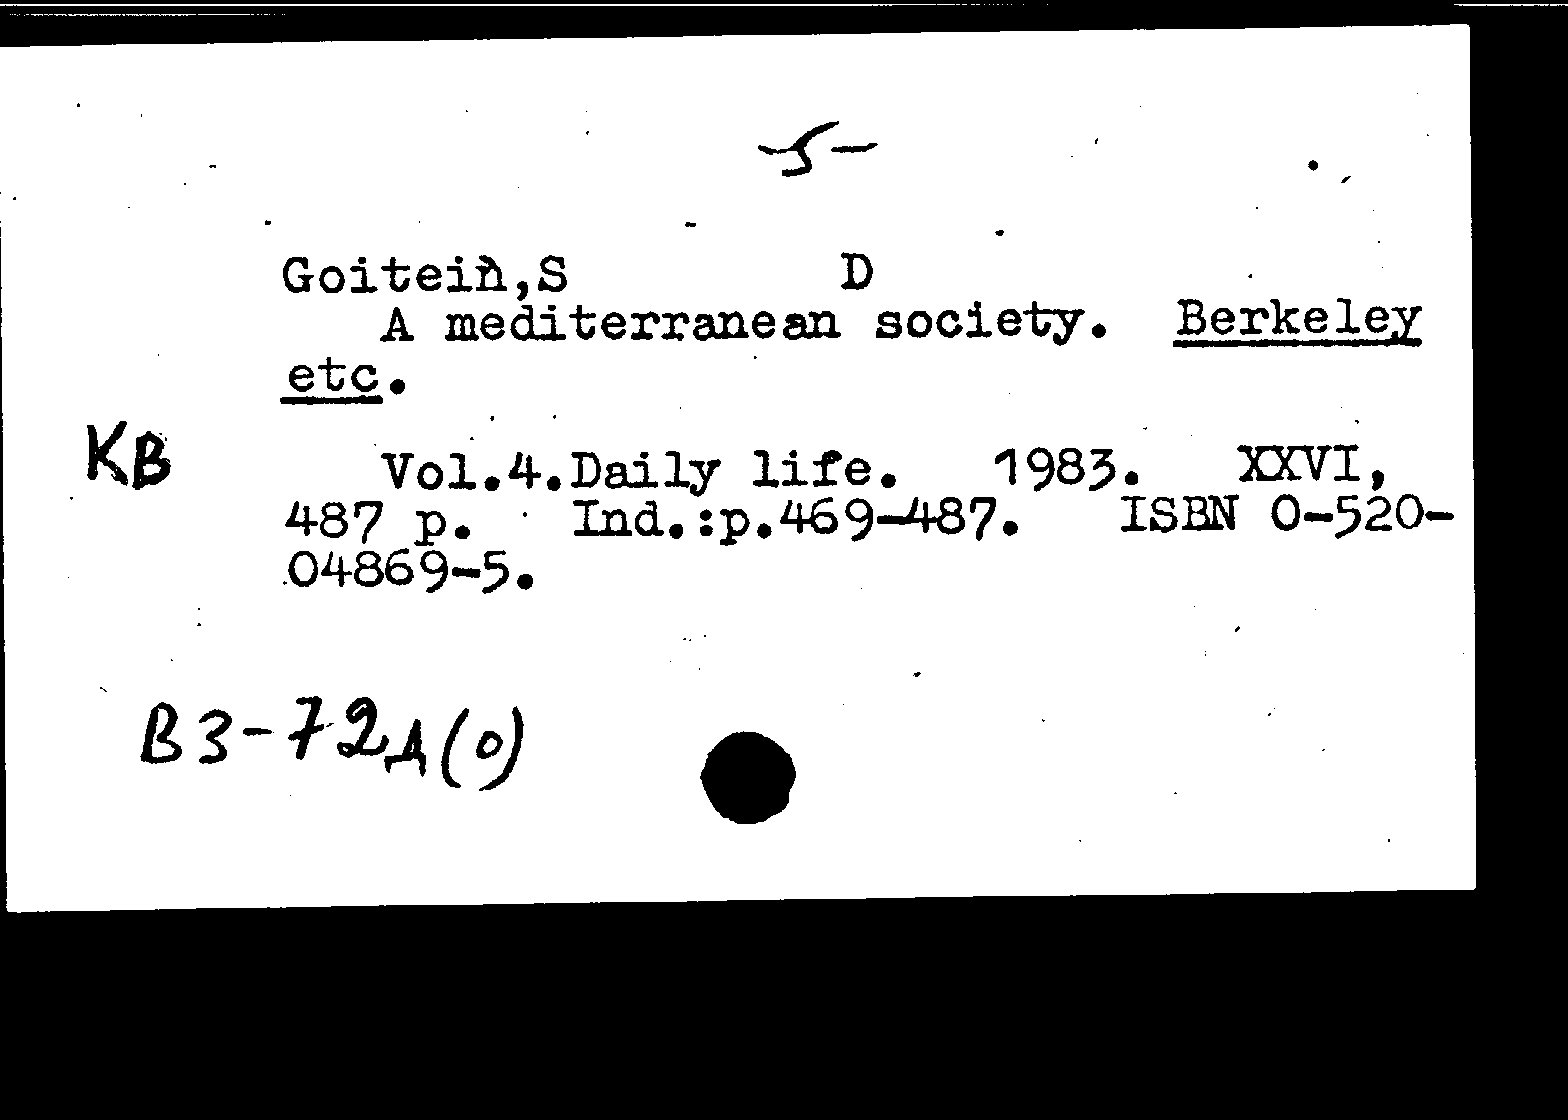 -5-
Goitein,S D
A mediterranean society. Berkeley
etc.
KB
Vol.4.Daily life. 1983. XXVI,
487 p. Ind.:p.469-487. ISBN 0-520-
04869-5.
B3-72д(0)